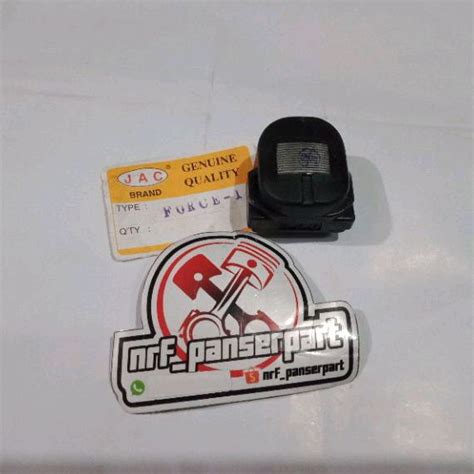 JAC ®
BRAND
GENUINE
QUALITY
TYPE : FORCE-1
Q'TY :
nrf_panserpart
nrf_panserpart